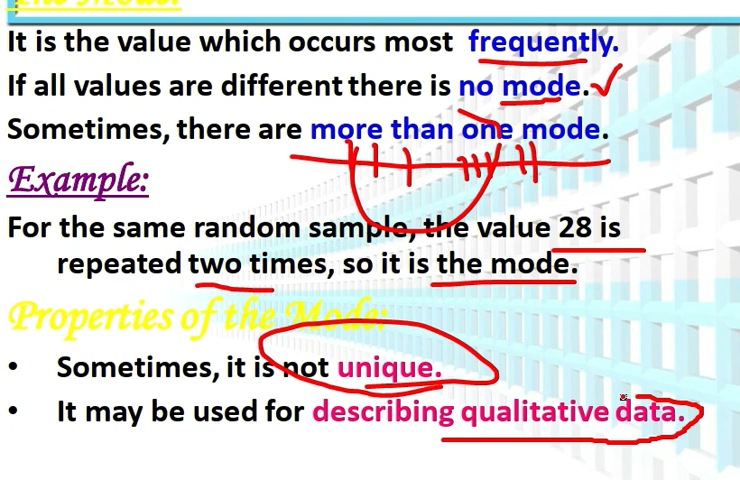 The Mode:
It is the value which occurs most frequently.
If all values are different there is no mode.
Sometimes, there are more than one mode.
Example:
For the same random sample, the value 28 is
repeated two times, so it is the mode.
Properties of the Mode:
• Sometimes, it is not unique.
• It may be used for describing qualitative data.